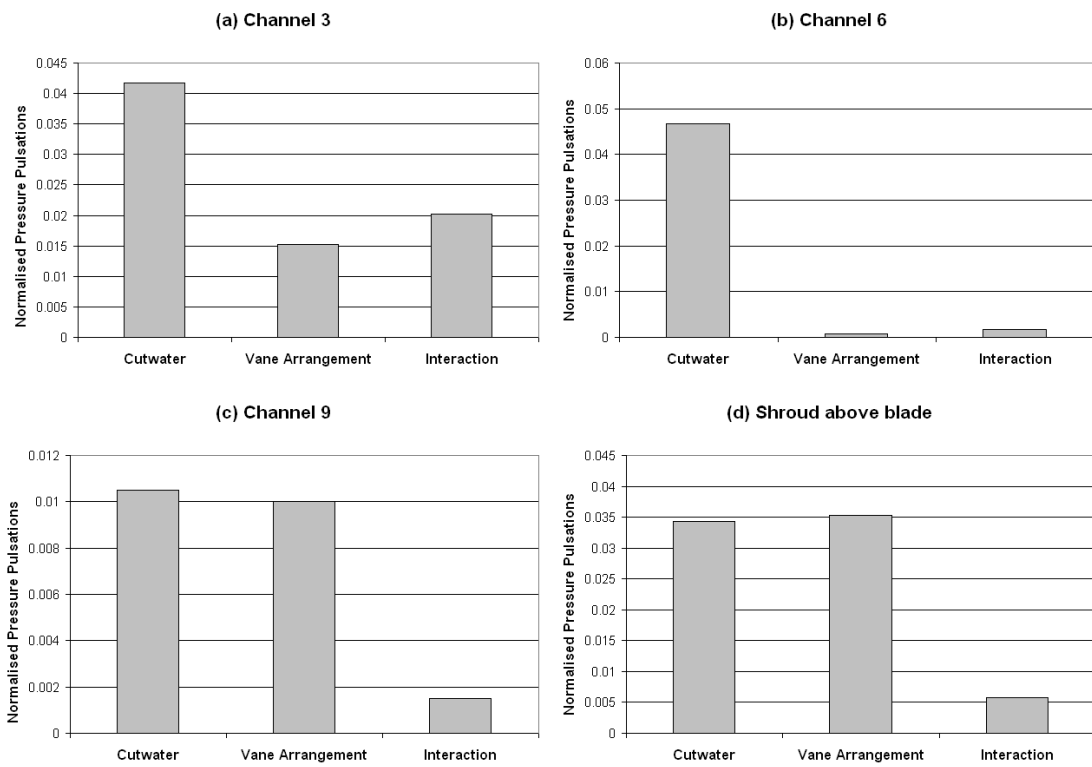 (a) Channel 3
Normalised Pressure Pulsations
0.045
0.04
0.035
0.03
0.025
0.02
0.015
0.01
0.005
0
Cutwater Vane Arrangement Interaction
(b) Channel 6
Normalised Pressure Pulsations
0.06
0.05
0.04
0.03
0.02
0.01
0
Cutwater Vane Arrangement Interaction
(c) Channel 9
Normalised Pressure Pulsations
0.012
0.01
0.008
0.006
0.004
0.002
0
Cutwater Vane Arrangement Interaction
(d) Shroud above blade
Normalised Pressure Pulsations
0.045
0.04
0.035
0.03
0.025
0.02
0.015
0.01
0.005
0
Cutwater Vane Arrangement Interaction